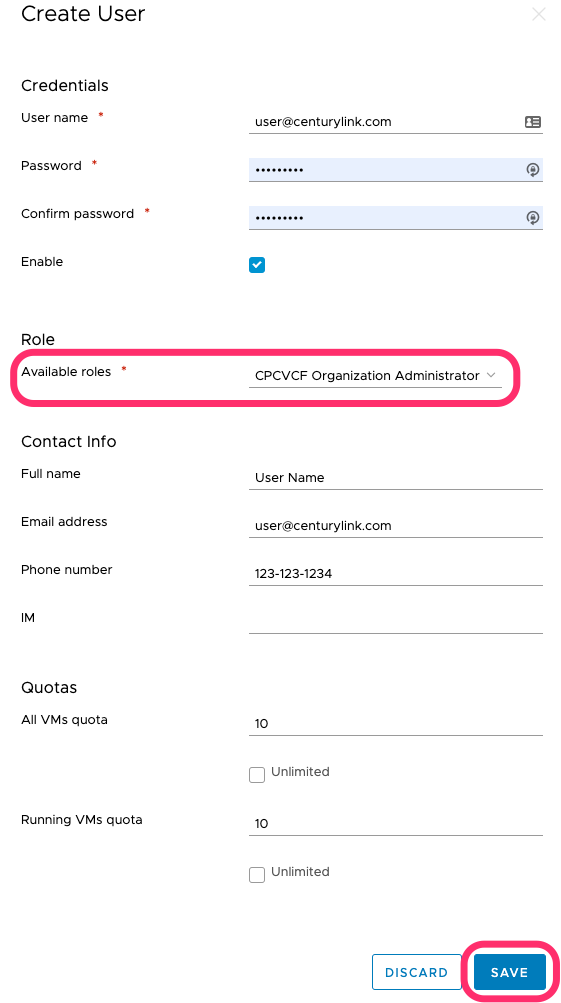 Create User
Credentials
User name *
user@centurylink.com
Password *
•••••••••
Confirm password *
•••••••••
Enable
Role
Available roles *
CPCVCF Organization Administrator
Contact Info
Full name
User Name
Email address
user@centurylink.com
Phone number
123-123-1234
IM
Quotas
All VMs quota
10
Unlimited
Running VMs quota
10
Unlimited
DISCARD
SAVE